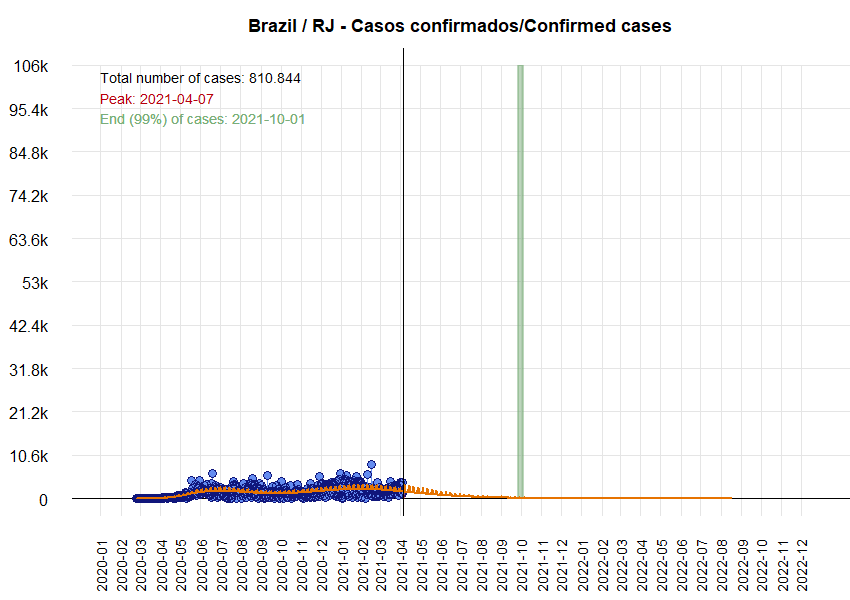 Brazil / RJ - Casos confirmados/Confirmed cases
106k
95.4k
84.8k
74.2k
63.6k
53k
42.4k
31.8k
21.2k
10.6k
0
Total number of cases: 810.844
Peak: 2021-04-07
End (99%) of cases: 2021-10-01
2020-01
2020-02
2020-03
2020-04
2020-05
2020-06
2020-07
2020-08
2020-09
2020-10
2020-11
2020-12
2021-01
2021-02
2021-03
2021-04
2021-05
2021-06
2021-07
2021-08
2021-09
2021-10
2021-11
2021-12
2022-01
2022-02
2022-03
2022-04
2022-05
2022-06
2022-07
2022-08
2022-09
2022-10
2022-11
2022-12